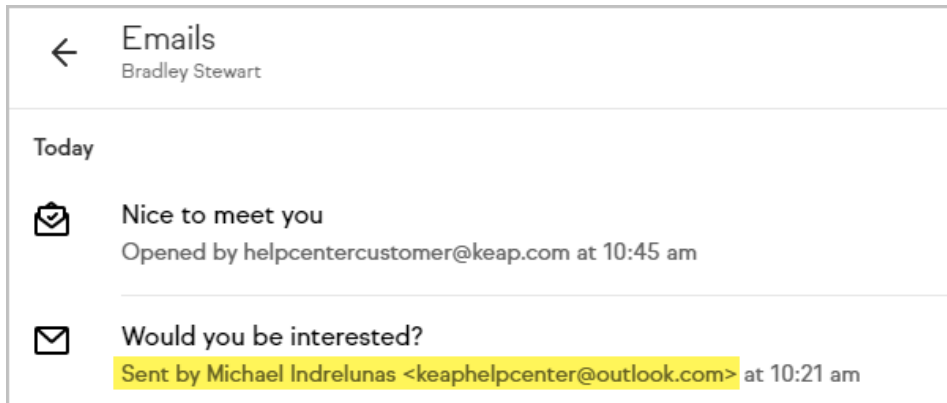 Emails
Bradley Stewart
Today
Nice to meet you
Opened by helpcentercustomer@keap.com at 10:45 am
Would you be interested?
Sent by Michael Indrelunas <keaphelpcenter@outlook.com> at 10:21 am